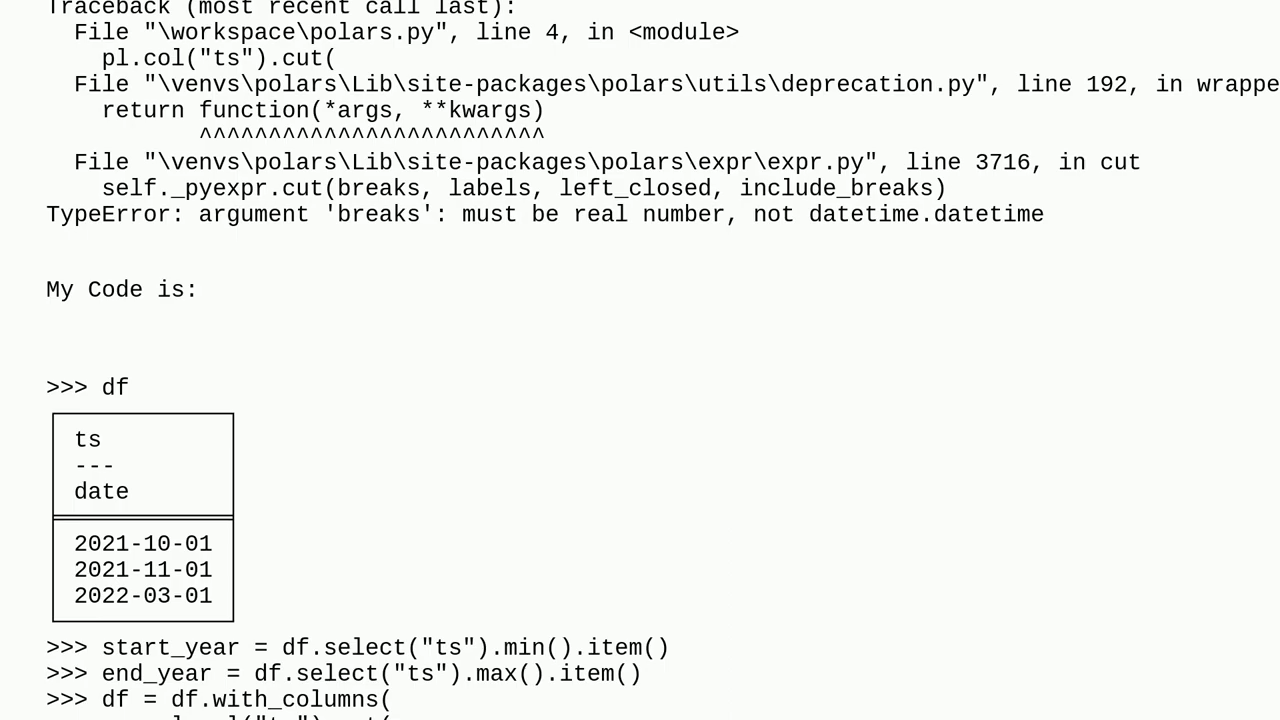 Traceback (most recent call last):
File "\workspace\polars.py", line 4, in <module>
pl.col("ts").cut(
File "\venvs\polars\Lib\site-packages\polars\utils\deprecation.py", line 192, in wrappe
return function(*args, **kwargs)
^^^^^^^^^^^^^^^^^^^^^^^^^
File "\venvs\polars\Lib\site-packages\polars\expr\expr.py", line 3716, in cut
self._pyexpr.cut(breaks, labels, left_closed, include_breaks)
TypeError: argument 'breaks': must be real number, not datetime.datetime
My Code is:
>>> df
ts
---
date
2021-10-01
2021-11-01
2022-03-01
>>> start_year = df.select("ts").min().item()
>>> end_year = df.select("ts").max().item()
>>> df = df.with_columns(